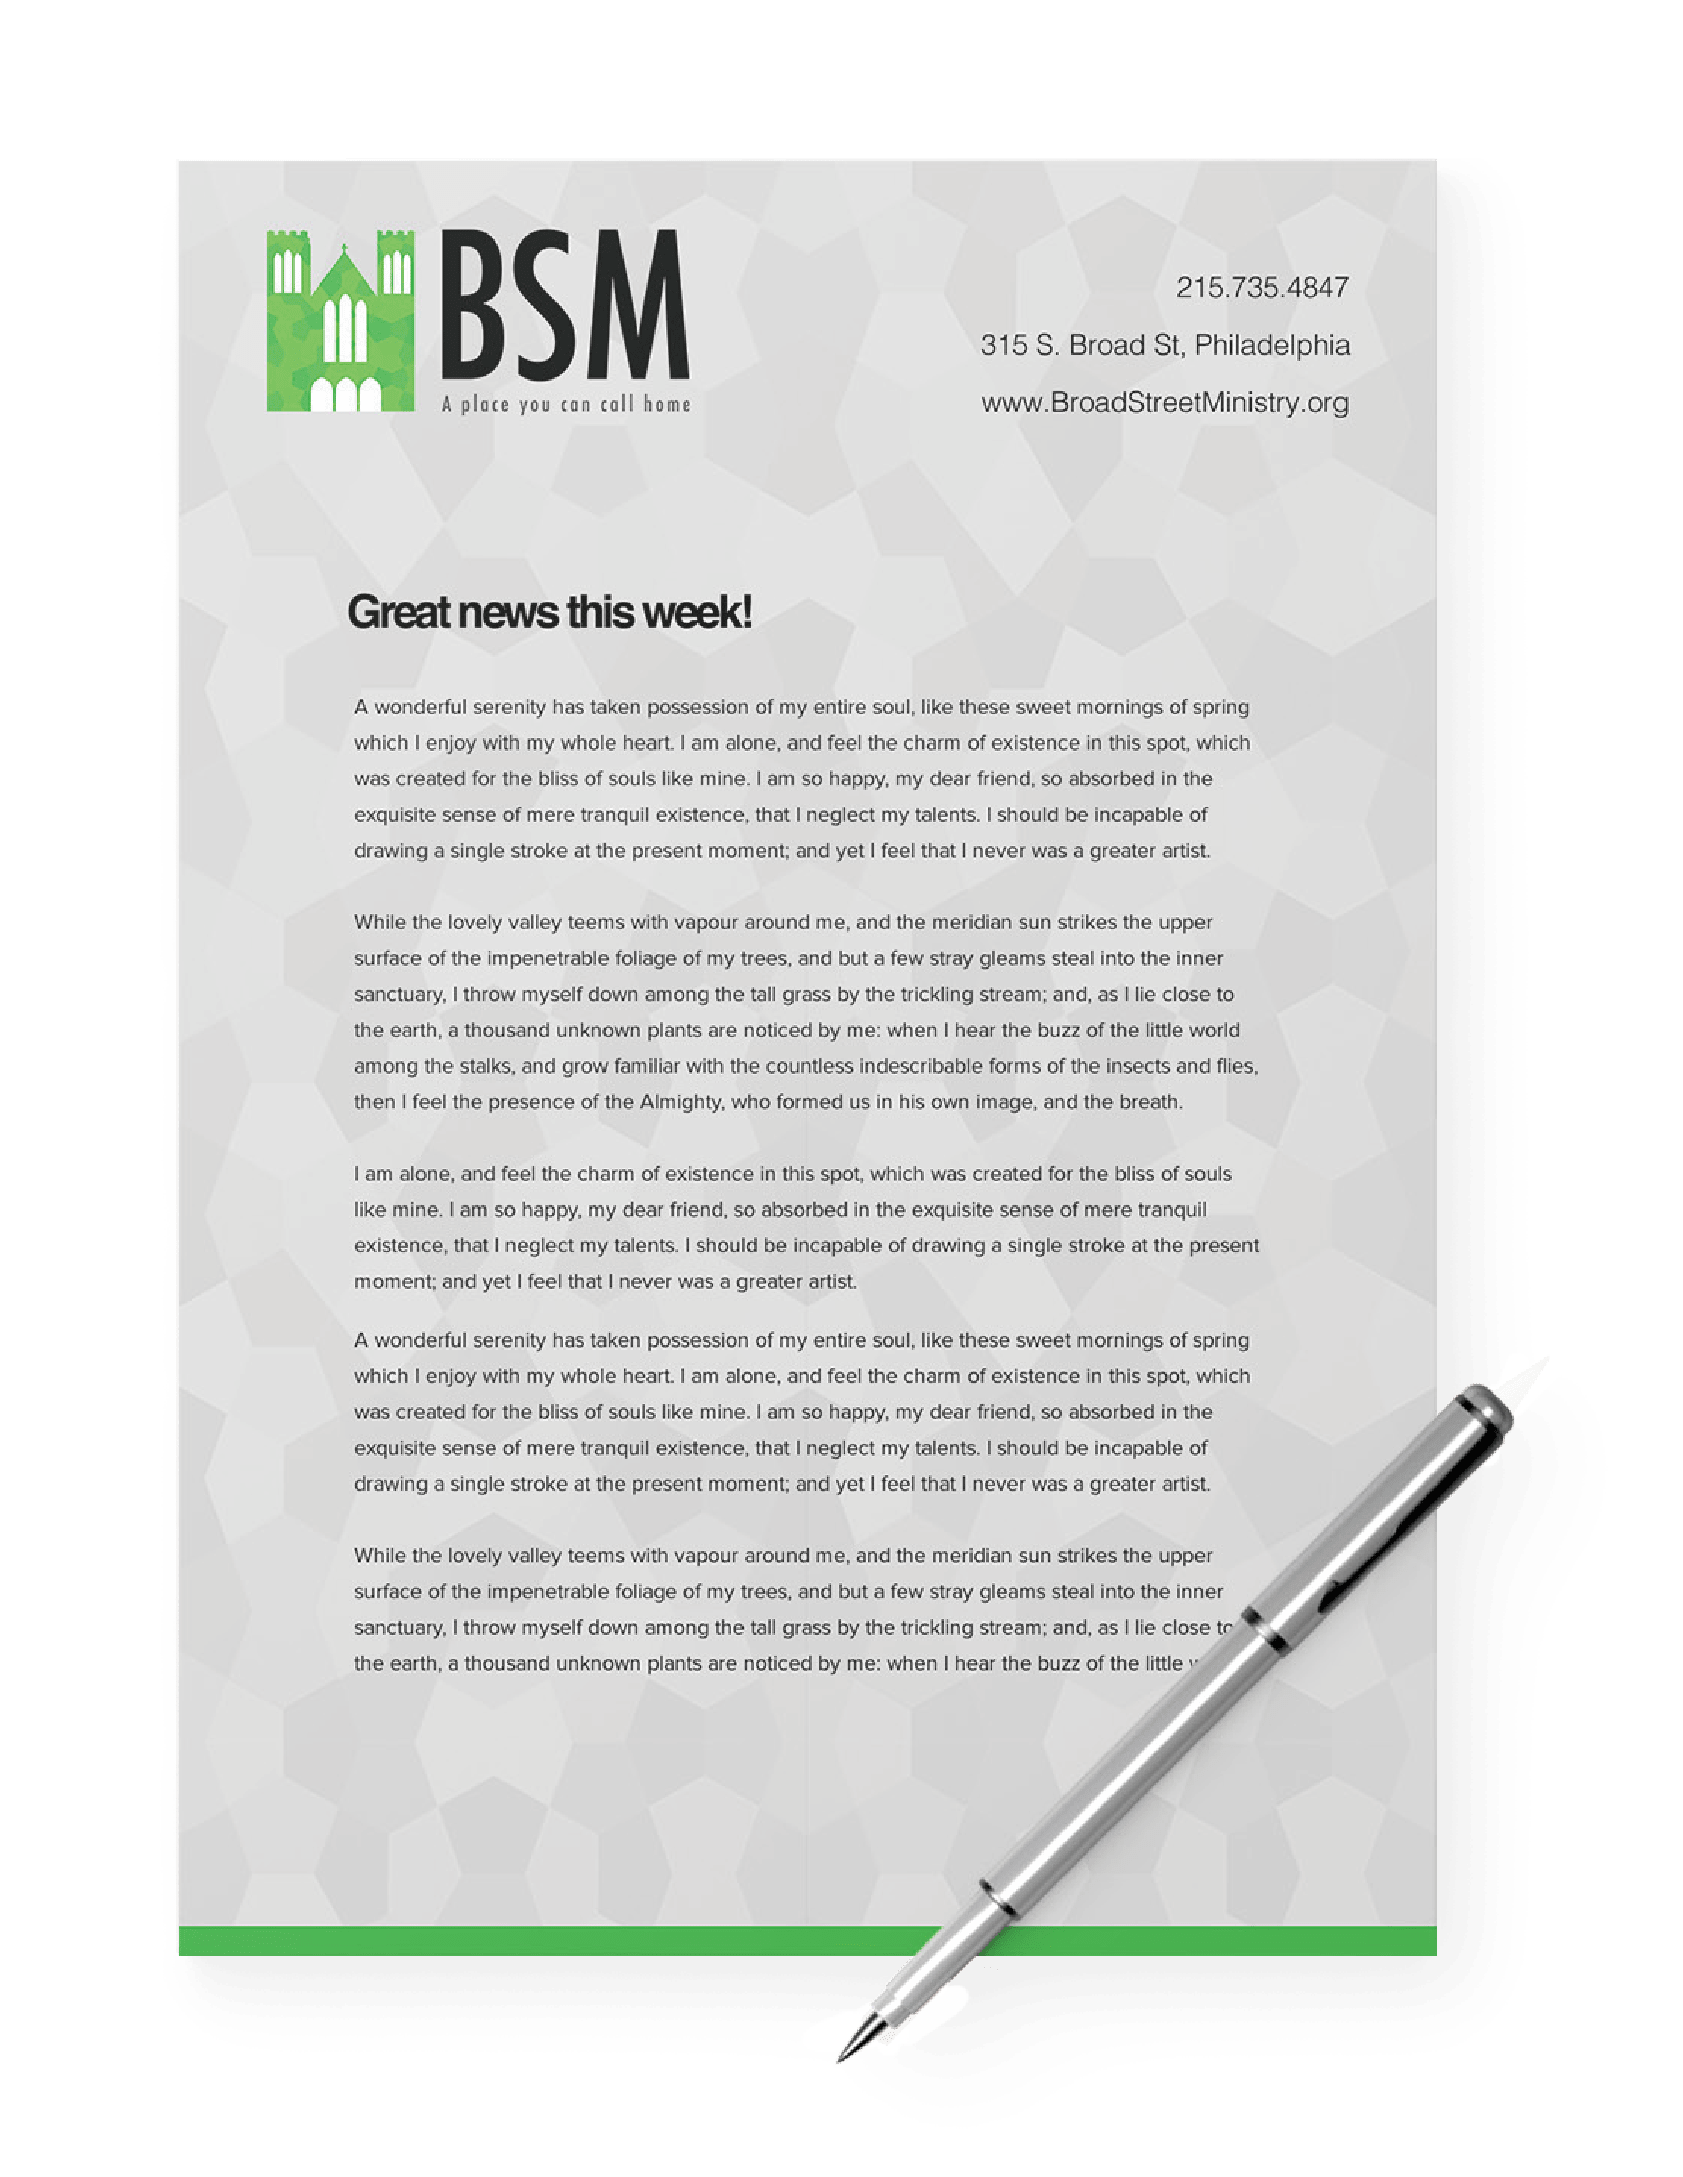 BSM
A place you can call home
215.735.4847
315 S. Broad St, Philadelphia
www.BroadStreetMinistry.org
Great news this week!
A wonderful serenity has taken possession of my entire soul, like these sweet mornings of spring
which I enjoy with my whole heart. I am alone, and feel the charm of existence in this spot, which
was created for the bliss of souls like mine. I am so happy, my dear friend, so absorbed in the
exquisite sense of mere tranquil existence, that I neglect my talents. I should be incapable of
drawing a single stroke at the present moment; and yet I feel that I never was a greater artist.
While the lovely valley teems with vapour around me, and the meridian sun strikes the upper
surface of the impenetrable foliage of my trees, and but a few stray gleams steal into the inner
sanctuary, I throw myself down among the tall grass by the trickling stream; and, as I lie close to
the earth, a thousand unknown plants are noticed by me: when I hear the buzz of the little world
among the stalks, and grow familiar with the countless indescribable forms of the insects and flies,
then I feel the presence of the Almighty, who formed us in his own image, and the breath.
I am alone, and feel the charm of existence in this spot, which was created for the bliss of souls
like mine. I am so happy, my dear friend, so absorbed in the exquisite sense of mere tranquil
existence, that I neglect my talents. I should be incapable of drawing a single stroke at the present
moment; and yet I feel that I never was a greater artist.
A wonderful serenity has taken possession of my entire soul, like these sweet mornings of spring
which I enjoy with my whole heart. I am alone, and feel the charm of existence in this spot, which
was created for the bliss of souls like mine. I am so happy, my dear friend, so absorbed in the
exquisite sense of mere tranquil existence, that I neglect my talents. I should be incapable of
drawing a single stroke at the present moment; and yet I feel that I never was a greater artist.
While the lovely valley teems with vapour around me, and the meridian sun strikes the upper
surface of the impenetrable foliage of my trees, and but a few stray gleams steal into the inner
sanctuary, I throw myself down among the tall grass by the trickling stream; and, as I lie close to
the earth, a thousand unknown plants are noticed by me: when I hear the buzz of the little